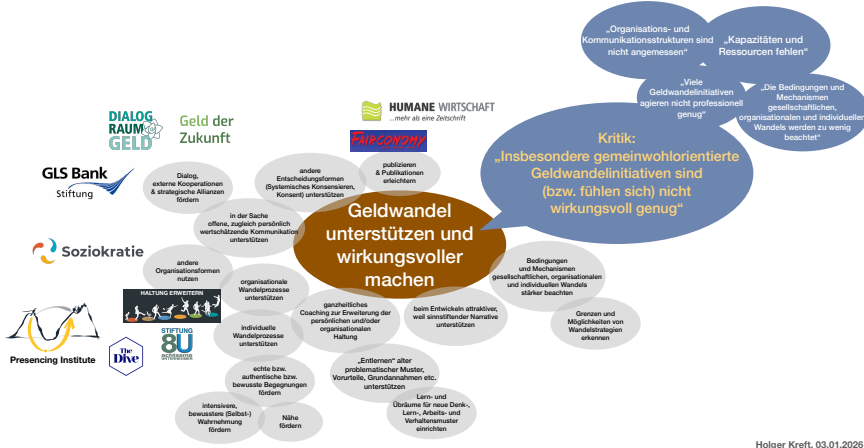 „Organisations- und
Kommunikationsstrukturen sind
nicht angemessen“
„Kapazitäten und
Ressourcen fehlen“
„Viele
Geldwandelinitiativen
agieren nicht professionell
genug“
„Die Bedingungen und
Mechanismen
gesellschaftlichen,
organisationalen und individuellen
Wandels werden zu wenig
beachtet“
Kritik:
„Insbesondere gemeinwohlorientierte
Geldwandelinitiativen sind
(bzw. fühlen sich) nicht
wirkungsvoll genug“
DIALOG
RAUM
GELD
Geld der
Zukunft
HUMANE WIRTSCHAFT
...mehr als eine Zeitschrift
FAIRCONOMY
GLS Bank
Stiftung
Dialog,
externe Kooperationen
& strategische Allianzen
fördern
andere
Entscheidungsformen
(Systemisches Konsensieren,
Konsent) unterstützen
publizieren
& Publikationen
erleichtern
in der Sache
offene, zugleich persönlich
wertschätzende Kommunikation
unterstützen
Geldwandel
unterstützen und
wirkungsvoller
machen
Soziokratie
andere
Organisationsformen
nutzen
organisationale
Wandelprozesse
unterstützen
Bedingungen
und Mechanismen
gesellschaftlichen, organisationalen
und individuellen Wandels
stärker beachten
HALTUNG ERWEITERN
ganzheitliches
Coaching zur Erweiterung der
persönlichen und/oder
organisationalen
Haltung
beim Entwickeln attraktiver,
weil sinnstiftender Narrative
unterstützen
Grenzen und
Möglichkeiten von
Wandelstrategien
erkennen
individuelle
Wandelprozesse
unterstützen
Presencing Institute
The
Dive
STIFTUNG
8U
achtsame
UNTERNEHMER
„Entlernen“ alter
problematischer Muster,
Vorurteile, Grundannahmen etc.
unterstützen
echte bzw.
authentische bzw.
bewusste Begegnungen
fördern
Lern- und
Übräume für neue Denk-,
Lern-, Arbeits- und
Verhaltensmuster
einrichten
intensivere,
bewusstere (Selbst-)
Wahrnehmung
fördern
Nähe
fördern
Holger Kreft, 03.01.2026